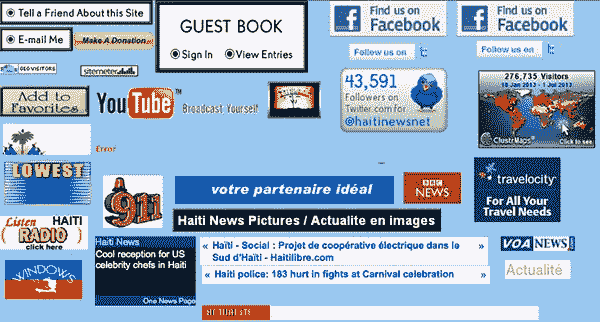 Tell a Friend About this Site
E-mail Me
Make A Donation
GUEST BOOK
Sign In View Entries
Find us on
Facebook
Find us on
Facebook
Follow us on
Follow us on
OLD VISITORS
sitemeter
Add to
Favorites
YouTube TM
Broadcast Yourself
43,591
Followers on
Twitter.com for
@haitinewsnet
276,735 Visitors
18 Jan 2013 - 1 Jul 2013
ClustrMaps
Click to see
Error
LOWEST
911
votre partenaire idéal
BBC
NEWS
travelocity
For All Your
Travel Needs
Haiti News Pictures / Actualite en images
Listen HAITI
RADIO
click here
Haiti News
Cool reception for US
celebrity chefs in Haiti
One News Page
« Haïti - Social : Projet de coopérative électrique dans le »
Sud d'Haïti - Haitilibre.com
« Haiti police: 183 hurt in fights at Carnival celebration »
VOA NEWS
Actualité
WINDOWS